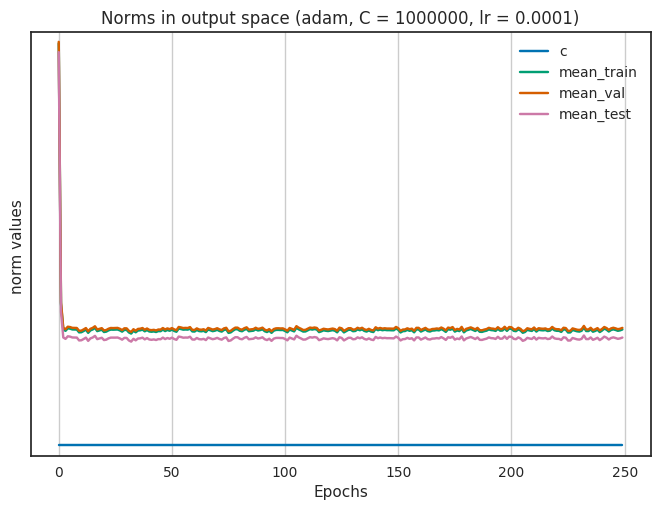 Norms in output space (adam, C = 1000000, lr = 0.0001)
c
mean_train
mean_val
mean_test
norm values
0 50 100 150 200 250
Epochs